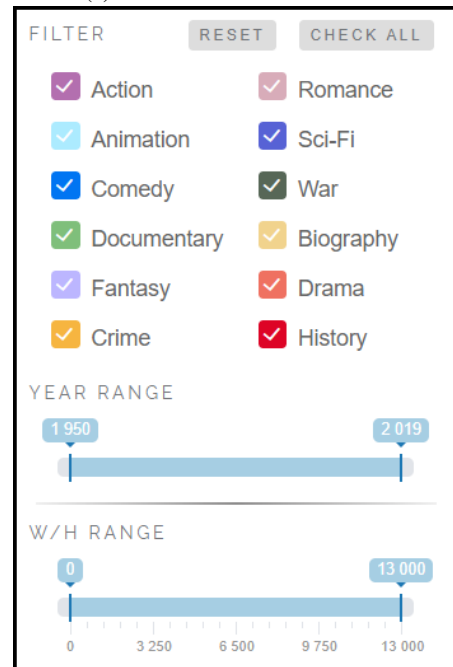 FILTER RESET CHECK ALL
Action Romance
Animation Sci-Fi
Comedy War
Documentary Biography
Fantasy Drama
Crime History
YEAR RANGE
1 950 2 019
W/H RANGE
0 13 000
0 3 250 6 500 9 750 13 000